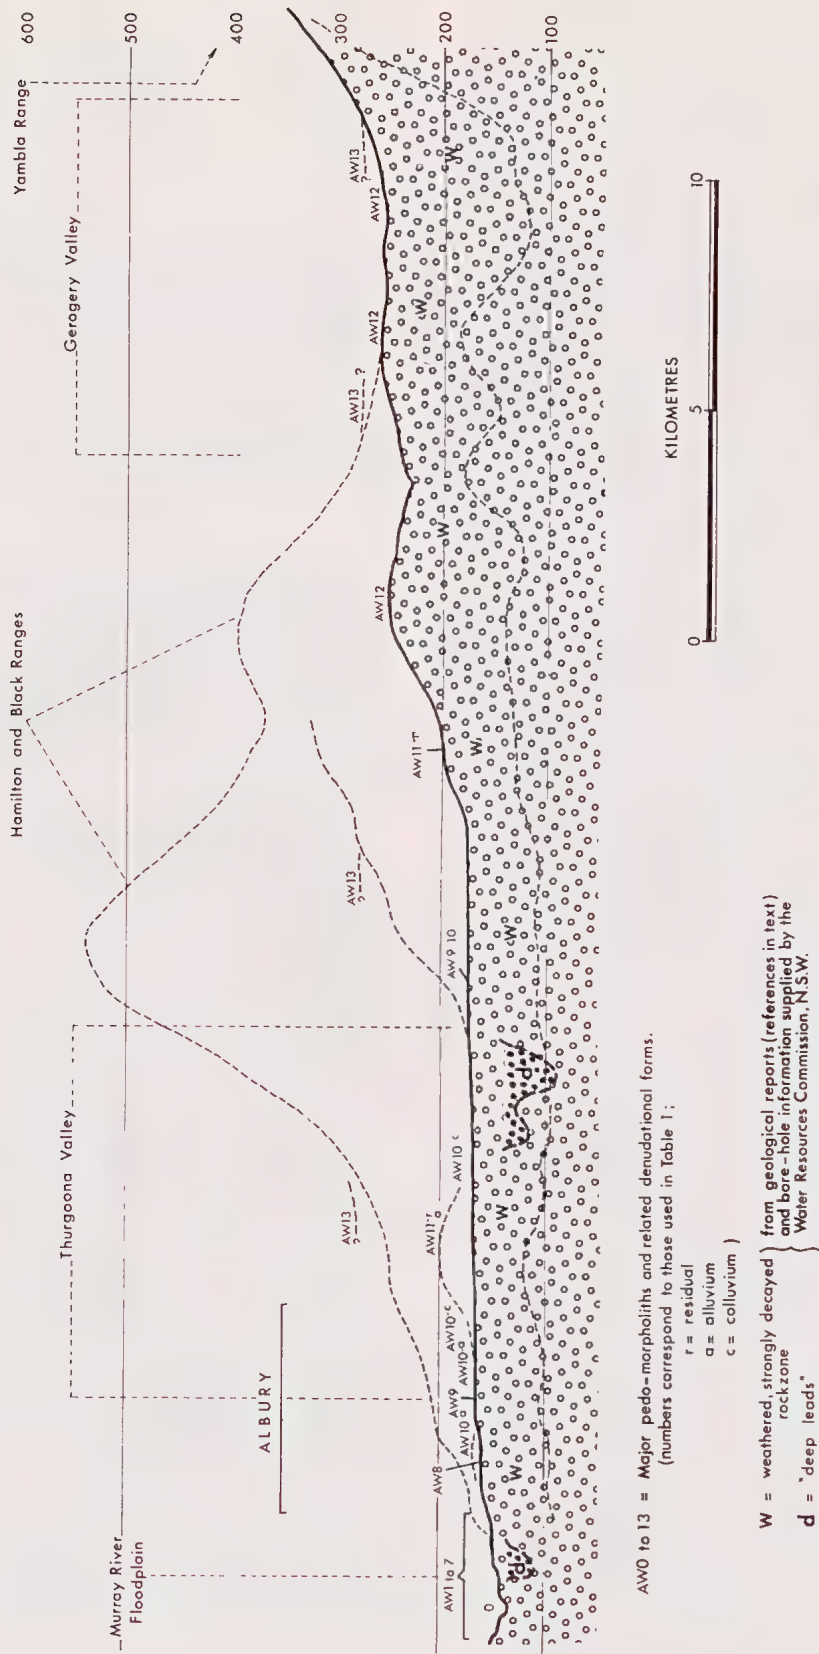 600
500
400
300
200
100
Yambla Range
Geragery Valley
Hamilton and Black Ranges
Thurgoona Valley
ALBURY
Murray River
Floodplain
AW13
?
AW12
AW12
AW13
?
AW12
AW11-r
AW13
?
AW9 10
AW10 c
AW13
?
AW10-c
AW10-a
AW9
AW10
AW8
AW1 to 7
O
W
W
W
W
W
W
W
d
d
KILOMETRES
0
5
10
AW0 to 13 = Major pedo-morpholiths and related denudational forms.
(numbers correspond to those used in Table 1;
r = residual
a = alluvium
c = colluvium )
W = weathered, strongly decayed
rockzone
d = "deep leads"
from geological reports (references in text)
and bore-hole information supplied by the
Water Resources Commission, N.S.W.